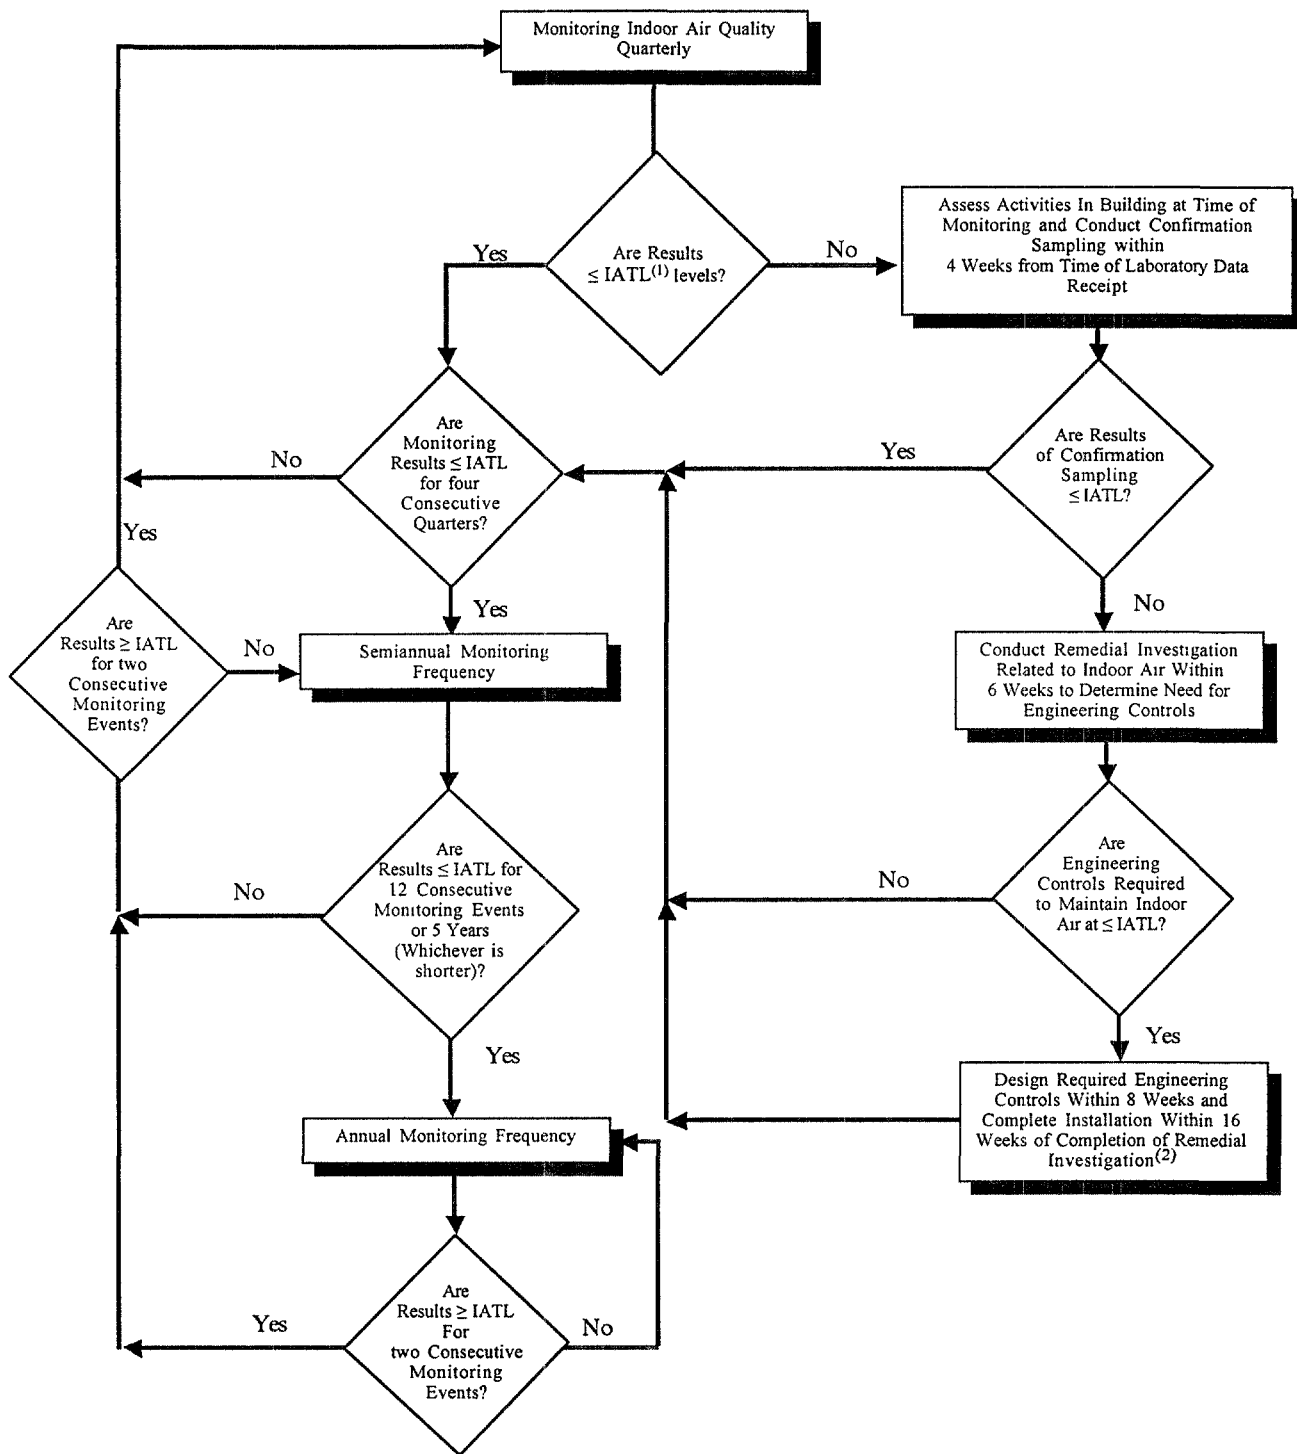 Monitoring Indoor Air Quality
Quarterly
Are Results
≤ IATL(1) levels?
Yes
No
Assess Activities In Building at Time of
Monitoring and Conduct Confirmation
Sampling within
4 Weeks from Time of Laboratory Data
Receipt
Are
Monitoring
Results ≤ IATL
for four
Consecutive
Quarters?
No
Yes
Are Results
of Confirmation
Sampling
≤ IATL?
Yes
No
Yes
Are
Results ≥ IATL
for two
Consecutive
Monitoring
Events?
No
Semiannual Monitoring
Frequency
Conduct Remedial Investigation
Related to Indoor Air Within
6 Weeks to Determine Need for
Engineering Controls
Are
Results ≤ IATL for
12 Consecutive
Monitoring Events
or 5 Years
(Whichever is
shorter)?
No
Yes
Are
Engineering
Controls Required
to Maintain Indoor
Air at ≤ IATL?
No
Yes
Annual Monitoring Frequency
Design Required Engineering
Controls Within 8 Weeks and
Complete Installation Within 16
Weeks of Completion of Remedial
Investigation(2)
Are
Results ≥ IATL
For
two Consecutive
Monitoring
Events?
Yes
No